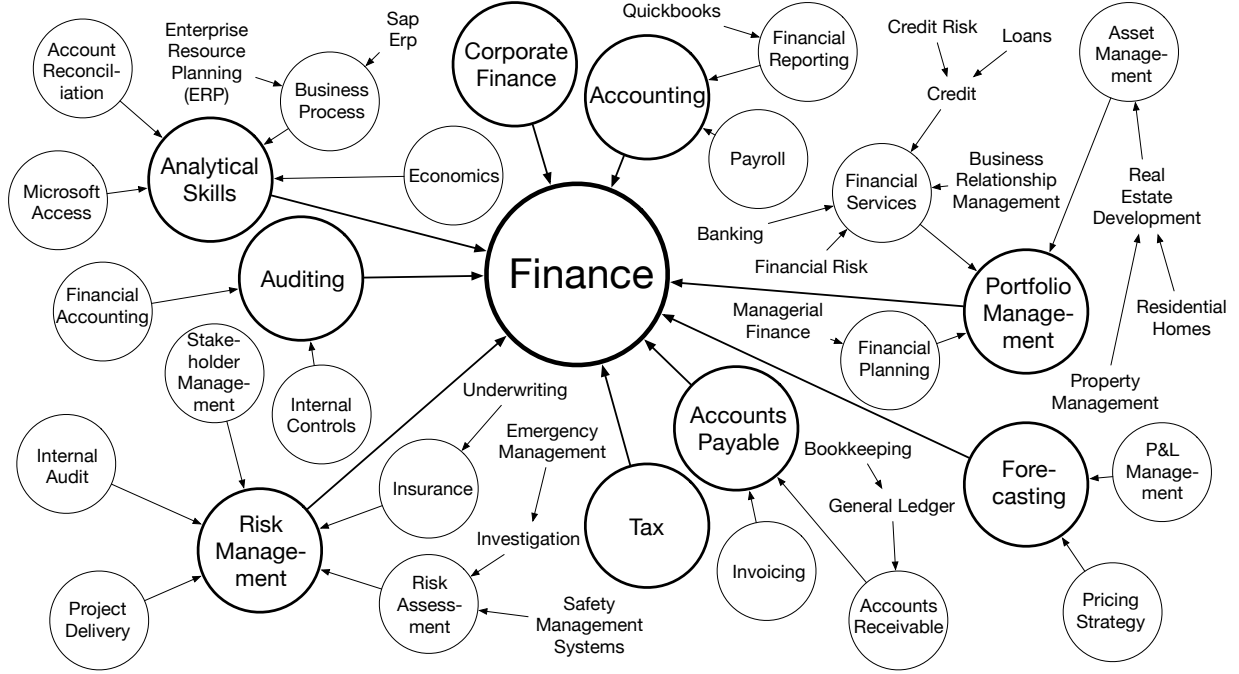 Account
Reconcil-
iation
Enterprise
Resource
Planning
(ERP)
Sap
Erp
Business
Process
Corporate
Finance
Accounting
Quickbooks
Financial
Reporting
Credit Risk
Loans
Credit
Asset
Manage-
ment
Microsoft
Access
Analytical
Skills
Economics
Payroll
Financial
Services
Business
Relationship
Management
Real
Estate
Development
Banking
Financial Risk
Financial
Accounting
Auditing
Finance
Portfolio
Manage-
ment
Residential
Homes
Managerial
Finance
Financial
Planning
Property
Management
Stake-
holder
Manage-
ment
Internal
Controls
Underwriting
Emergency
Management
Accounts
Payable
Bookkeeping
General Ledger
Fore-
casting
P&L
Manage-
ment
Internal
Audit
Insurance
Risk
Manage-
ment
Investigation
Tax
Invoicing
Accounts
Receivable
Pricing
Strategy
Project
Delivery
Risk
Assess-
ment
Safety
Management
Systems